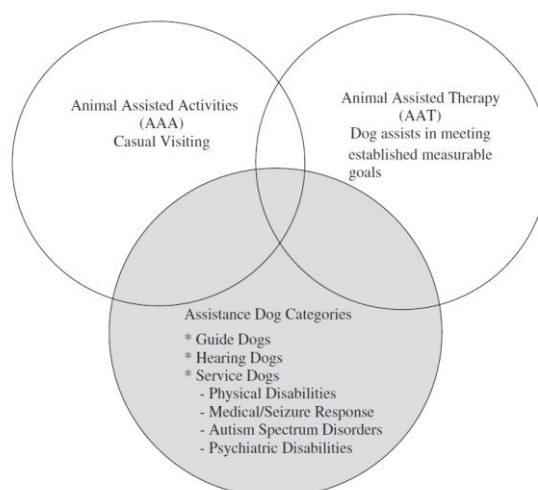 Animal Assisted Activities
(AAA)
Casual Visiting
Animal Assisted Therapy
(AAT)
Dog assists in meeting
established measurable
goals
Assistance Dog Categories
* Guide Dogs
* Hearing Dogs
* Service Dogs
- Physical Disabilities
- Medical/Seizure Response
- Autism Spectrum Disorders
- Psychiatric Disabilities